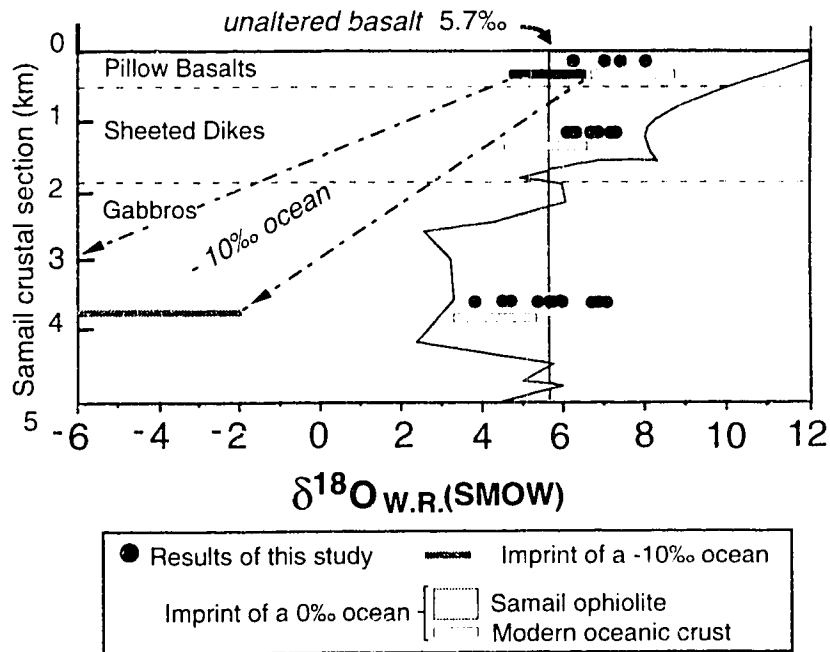 unaltered basalt 5.7‰
0
Pillow Basalts
1
Sheeted Dikes
2
Gabbros
-10‰ ocean
3
4
5
Samail crustal section (km)
-6 -4 -2 0 2 4 6 8 10 12
δ18O W.R.(SMOW)
Results of this study
Imprint of a -10‰ ocean
Imprint of a 0‰ ocean
Samail ophiolite
Modern oceanic crust